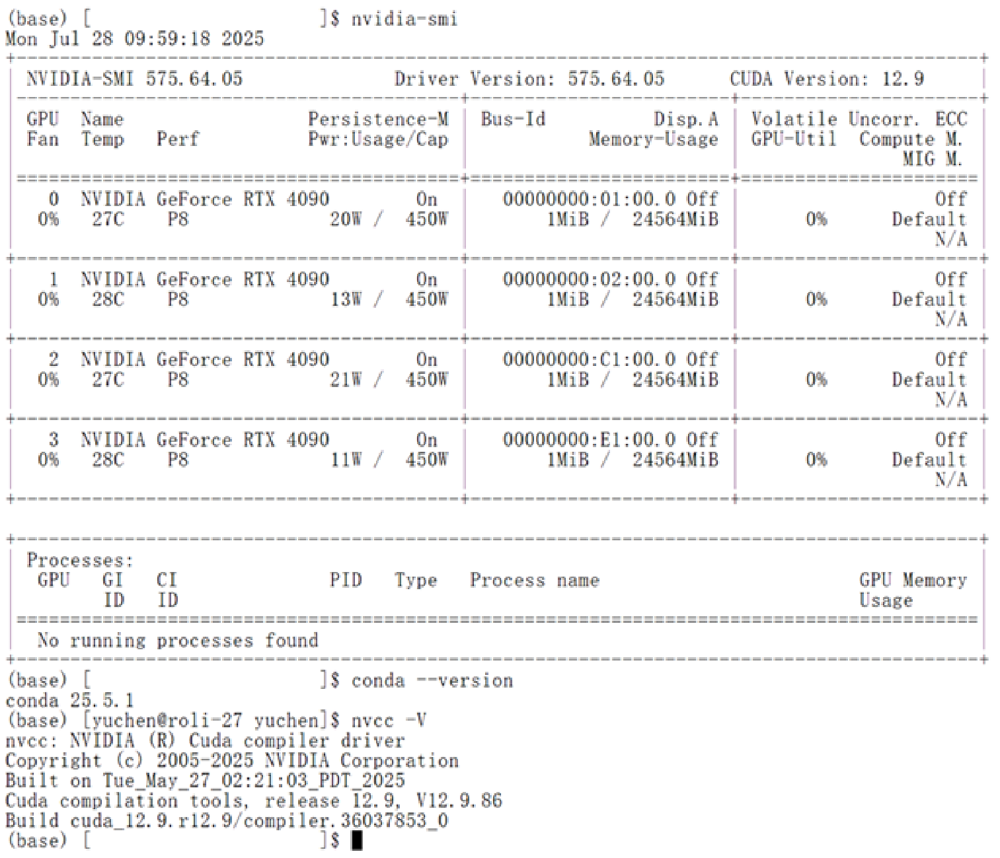 (base) [ ]$ nvidia-smi
Mon Jul 28 09:59:18 2025
+-----------------------------------------------------------------------------------------+
| NVIDIA-SMI 575.64.05 Driver Version: 575.64.05 CUDA Version: 12.9 |
|-----------------------------------------+------------------------+----------------------+
| GPU Name Persistence-M | Bus-Id Disp.A | Volatile Uncorr. ECC |
| Fan Temp Perf Pwr:Usage/Cap | Memory-Usage | GPU-Util Compute M. |
| | | MIG M. |
|=========================================+========================+======================|
| 0 NVIDIA GeForce RTX 4090 On | 00000000:01:00.0 Off | Off |
| 0% 27C P8 20W / 450W | 1MiB / 24564MiB | 0% Default |
| | | N/A |
+-----------------------------------------+------------------------+----------------------+
| 1 NVIDIA GeForce RTX 4090 On | 00000000:02:00.0 Off | Off |
| 0% 28C P8 13W / 450W | 1MiB / 24564MiB | 0% Default |
| | | N/A |
+-----------------------------------------+------------------------+----------------------+
| 2 NVIDIA GeForce RTX 4090 On | 00000000:C1:00.0 Off | Off |
| 0% 27C P8 21W / 450W | 1MiB / 24564MiB | 0% Default |
| | | N/A |
+-----------------------------------------+------------------------+----------------------+
| 3 NVIDIA GeForce RTX 4090 On | 00000000:E1:00.0 Off | Off |
| 0% 28C P8 11W / 450W | 1MiB / 24564MiB | 0% Default |
| | | N/A |
+-----------------------------------------+------------------------+----------------------+
+-----------------------------------------------------------------------------------------+
| Processes: |
| GPU GI CI PID Type Process name GPU Memory |
| ID ID Usage |
|=========================================================================================|
| No running processes found |
+-----------------------------------------------------------------------------------------+
(base) [ ]$ conda --version
conda 25.5.1
(base) [yuchen@roli-27 yuchen]$ nvcc -V
nvcc: NVIDIA (R) Cuda compiler driver
Copyright (c) 2005-2025 NVIDIA Corporation
Built on Tue_May_27_02:21:03_PDT_2025
Cuda compilation tools, release 12.9, V12.9.86
Build cuda_12.9.r12.9/compiler.36037853_0
(base) [ ]$